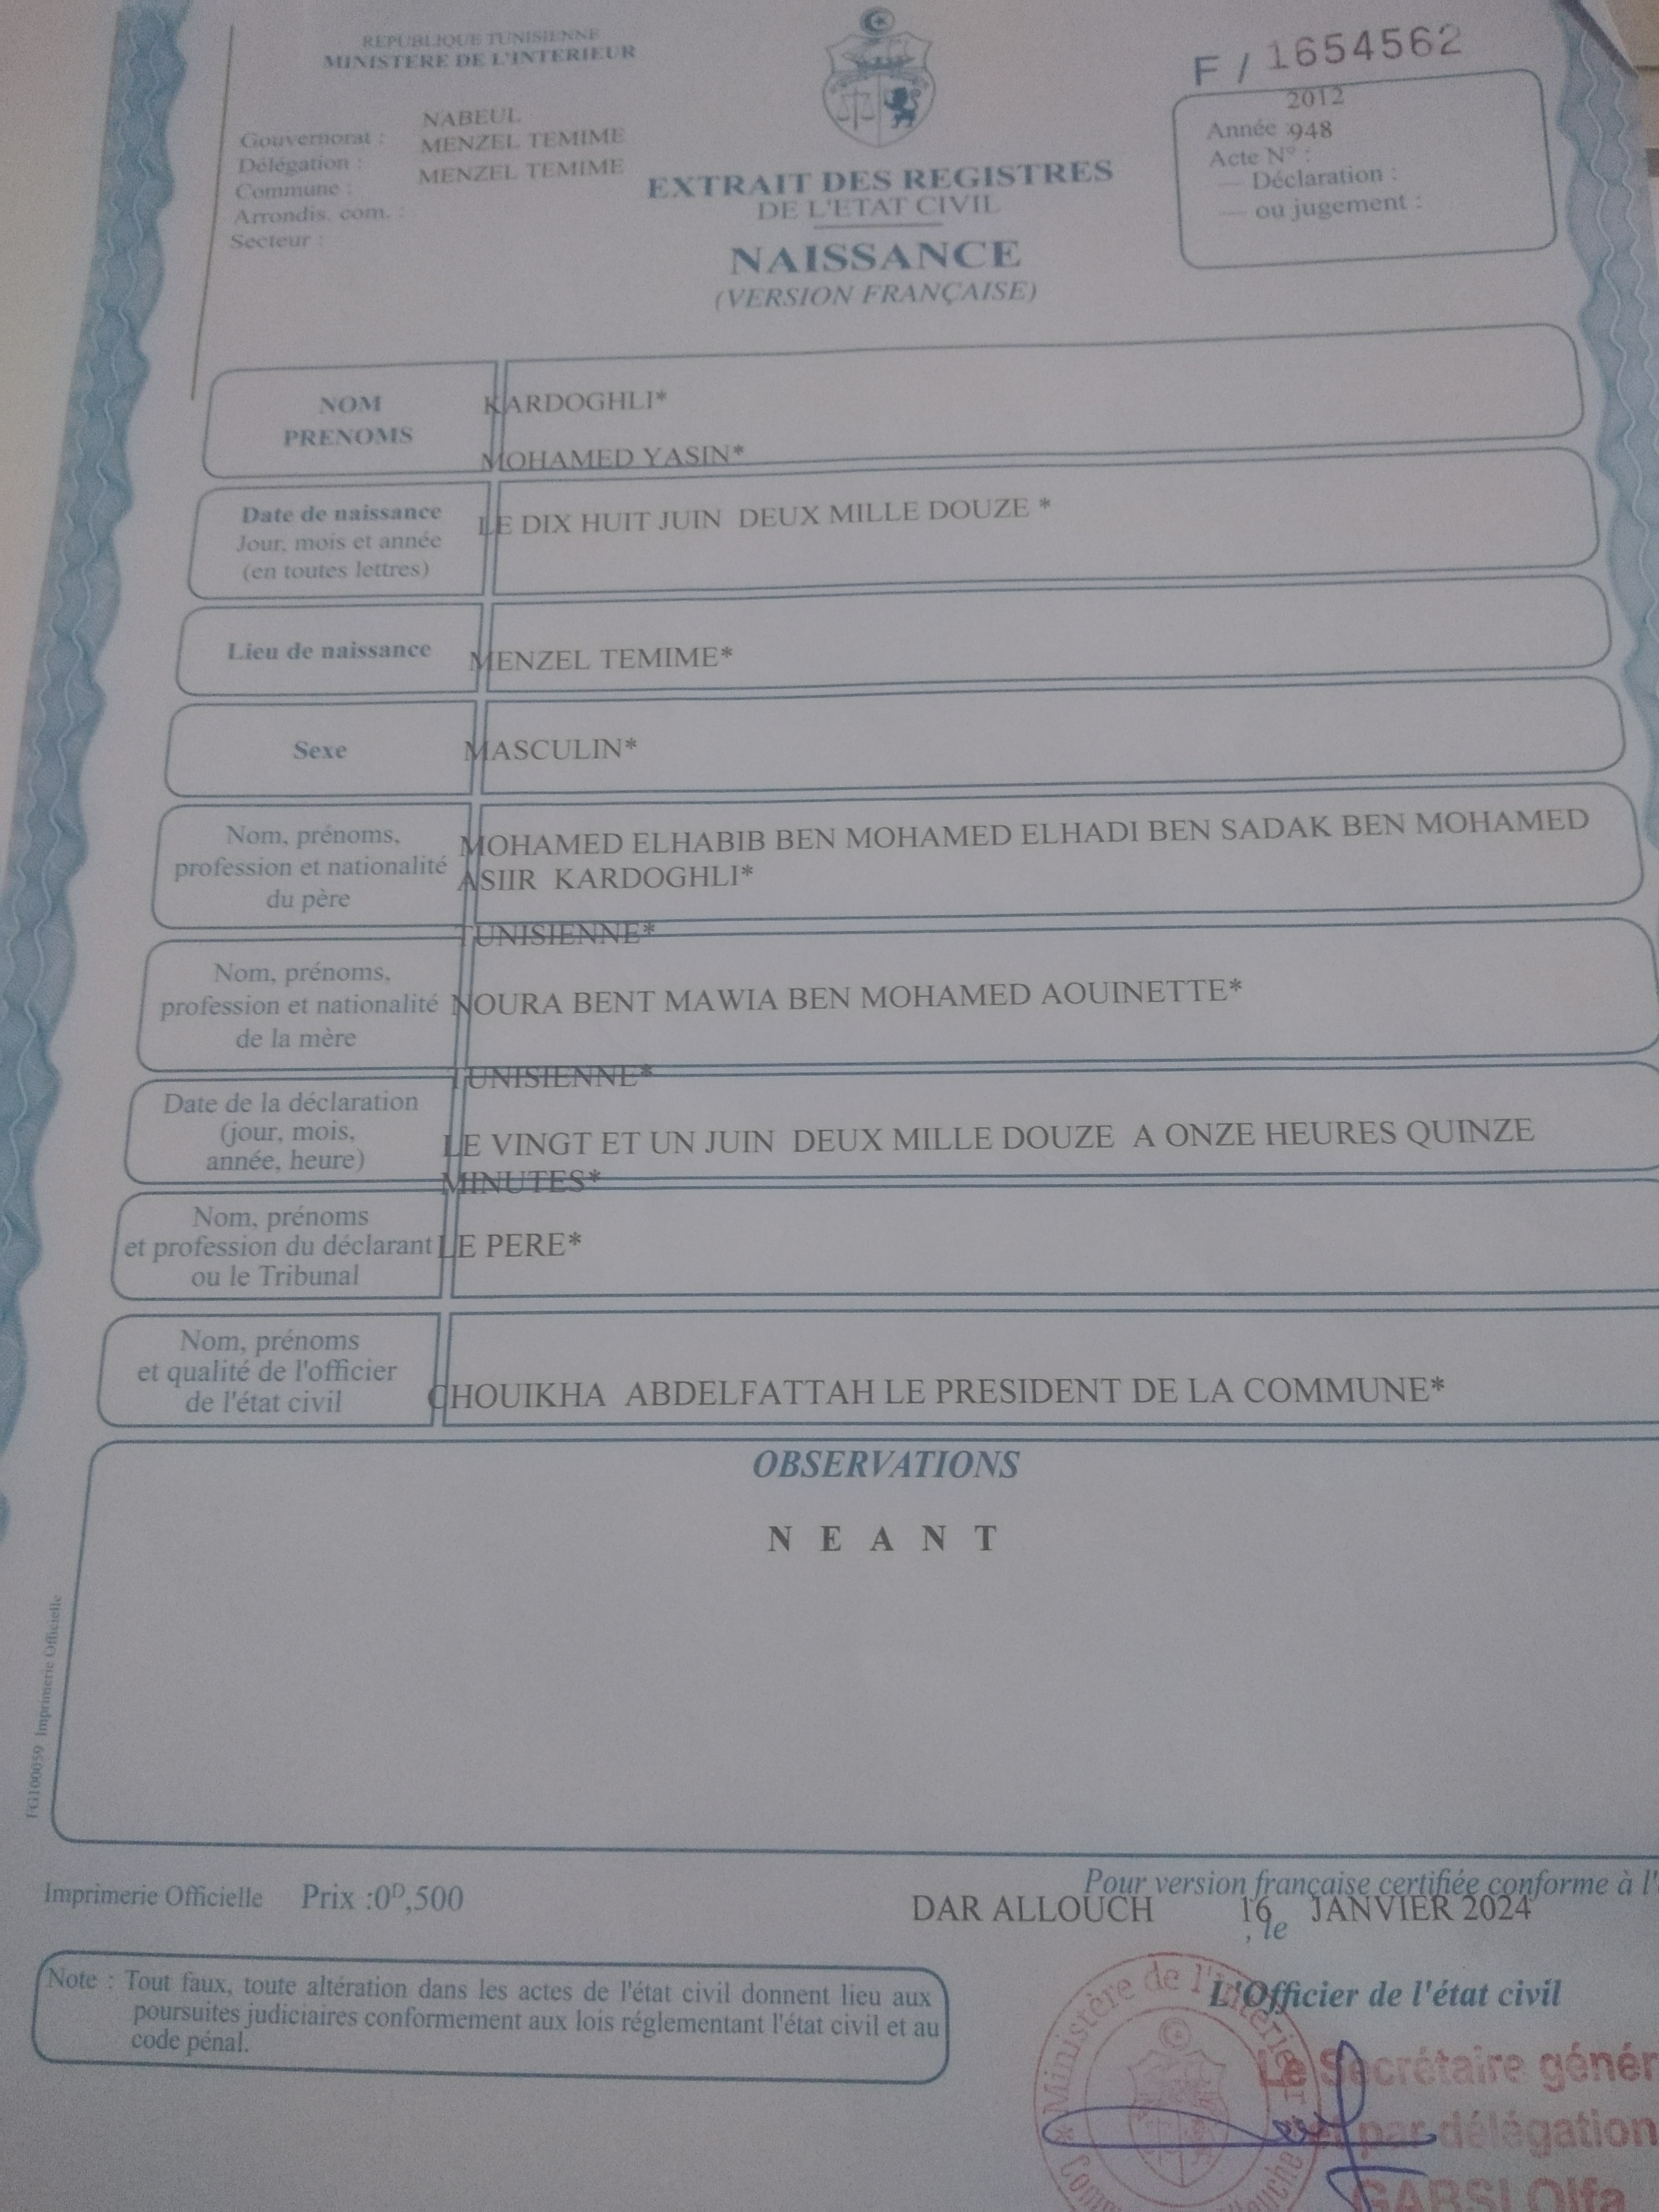 REPUBLIQUE TUNISIENNE
MINISTERE DE L'INTERIEUR
F / 1654562
Gouvernorat : NABEUL
Délégation : MENZEL TEMIME
Commune : MENZEL TEMIME
Arrondis. com. :
Secteur :
2012
Année : 948
Acte N° :
— Déclaration :
— ou jugement :
EXTRAIT DES REGISTRES
DE L'ETAT CIVIL
NAISSANCE
(VERSION FRANÇAISE)
NOM KARDOGHLI*
PRENOMS MOHAMED YASIN*
Date de naissance
Jour, mois et année
(en toutes lettres)
LE DIX HUIT JUIN DEUX MILLE DOUZE *
Lieu de naissance MENZEL TEMIME*
Sexe MASCULIN*
Nom, prénoms,
profession et nationalité
du père
MOHAMED ELHABIB BEN MOHAMED ELHADI BEN SADAK BEN MOHAMED
ASIIR KARDOGHLI*
TUNISIENNE*
Nom, prénoms,
profession et nationalité
de la mère
NOURA BENT MAWIA BEN MOHAMED AOUINETTE*
TUNISIENNE*
Date de la déclaration
(jour, mois,
année, heure)
LE VINGT ET UN JUIN DEUX MILLE DOUZE A ONZE HEURES QUINZE
MINUTES*
Nom, prénoms
et profession du déclarant
ou le Tribunal
LE PERE*
Nom, prénoms
et qualité de l'officier
de l'état civil
CHOUIKHA ABDELFATTAH LE PRESIDENT DE LA COMMUNE*
OBSERVATIONS
N E A N T
FG100059 Imprimerie Officielle
Imprimerie Officielle Prix :0ᴰ,500
Pour version française certifiée conforme à l'
DAR ALLOUCH 16 JANVIER 2024
, le
Note : Tout faux, toute altération dans les actes de l'état civil donnent lieu aux
poursuites judiciaires conformement aux lois réglementant l'état civil et au
code pénal.
L'Officier de l'état civil
Ministère de l'intérieur
Le Secrétaire génér
par délégation
GARSI Olfa